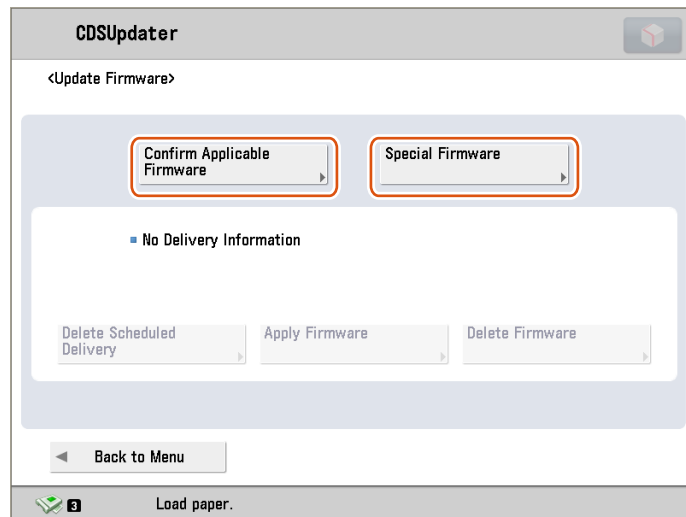 CDSUpdater
<Update Firmware>
Confirm Applicable
Firmware
Special Firmware
No Delivery Information
Delete Scheduled
Delivery
Apply Firmware
Delete Firmware
Back to Menu
3
Load paper.